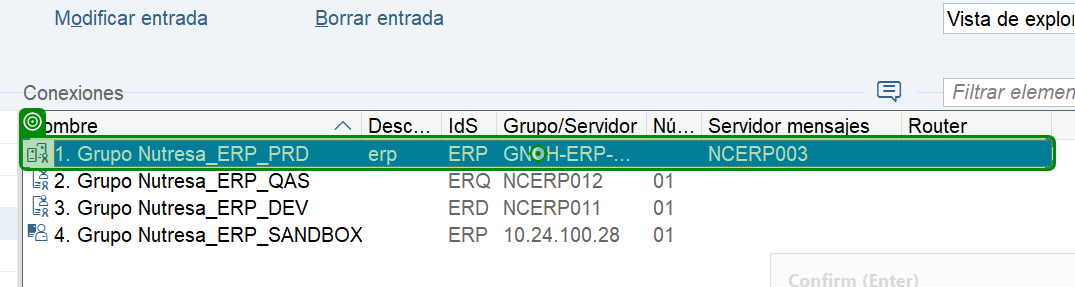 Modificar entrada Borrar entrada Vista de explor
Conexiones Filtrar elemen
ombre Desc... IdS Grupo/Servidor Nú... Servidor mensajes Router
1. Grupo Nutresa_ERP_PRD erp ERP H-ERP-... NCERP003
2. Grupo Nutresa_ERP_QAS ERQ NCERP012 01
3. Grupo Nutresa_ERP_DEV ERD NCERP011 01
4. Grupo Nutresa_ERP_SANDBOX ERP 10.24.100.28 01
Confirm (Enter)